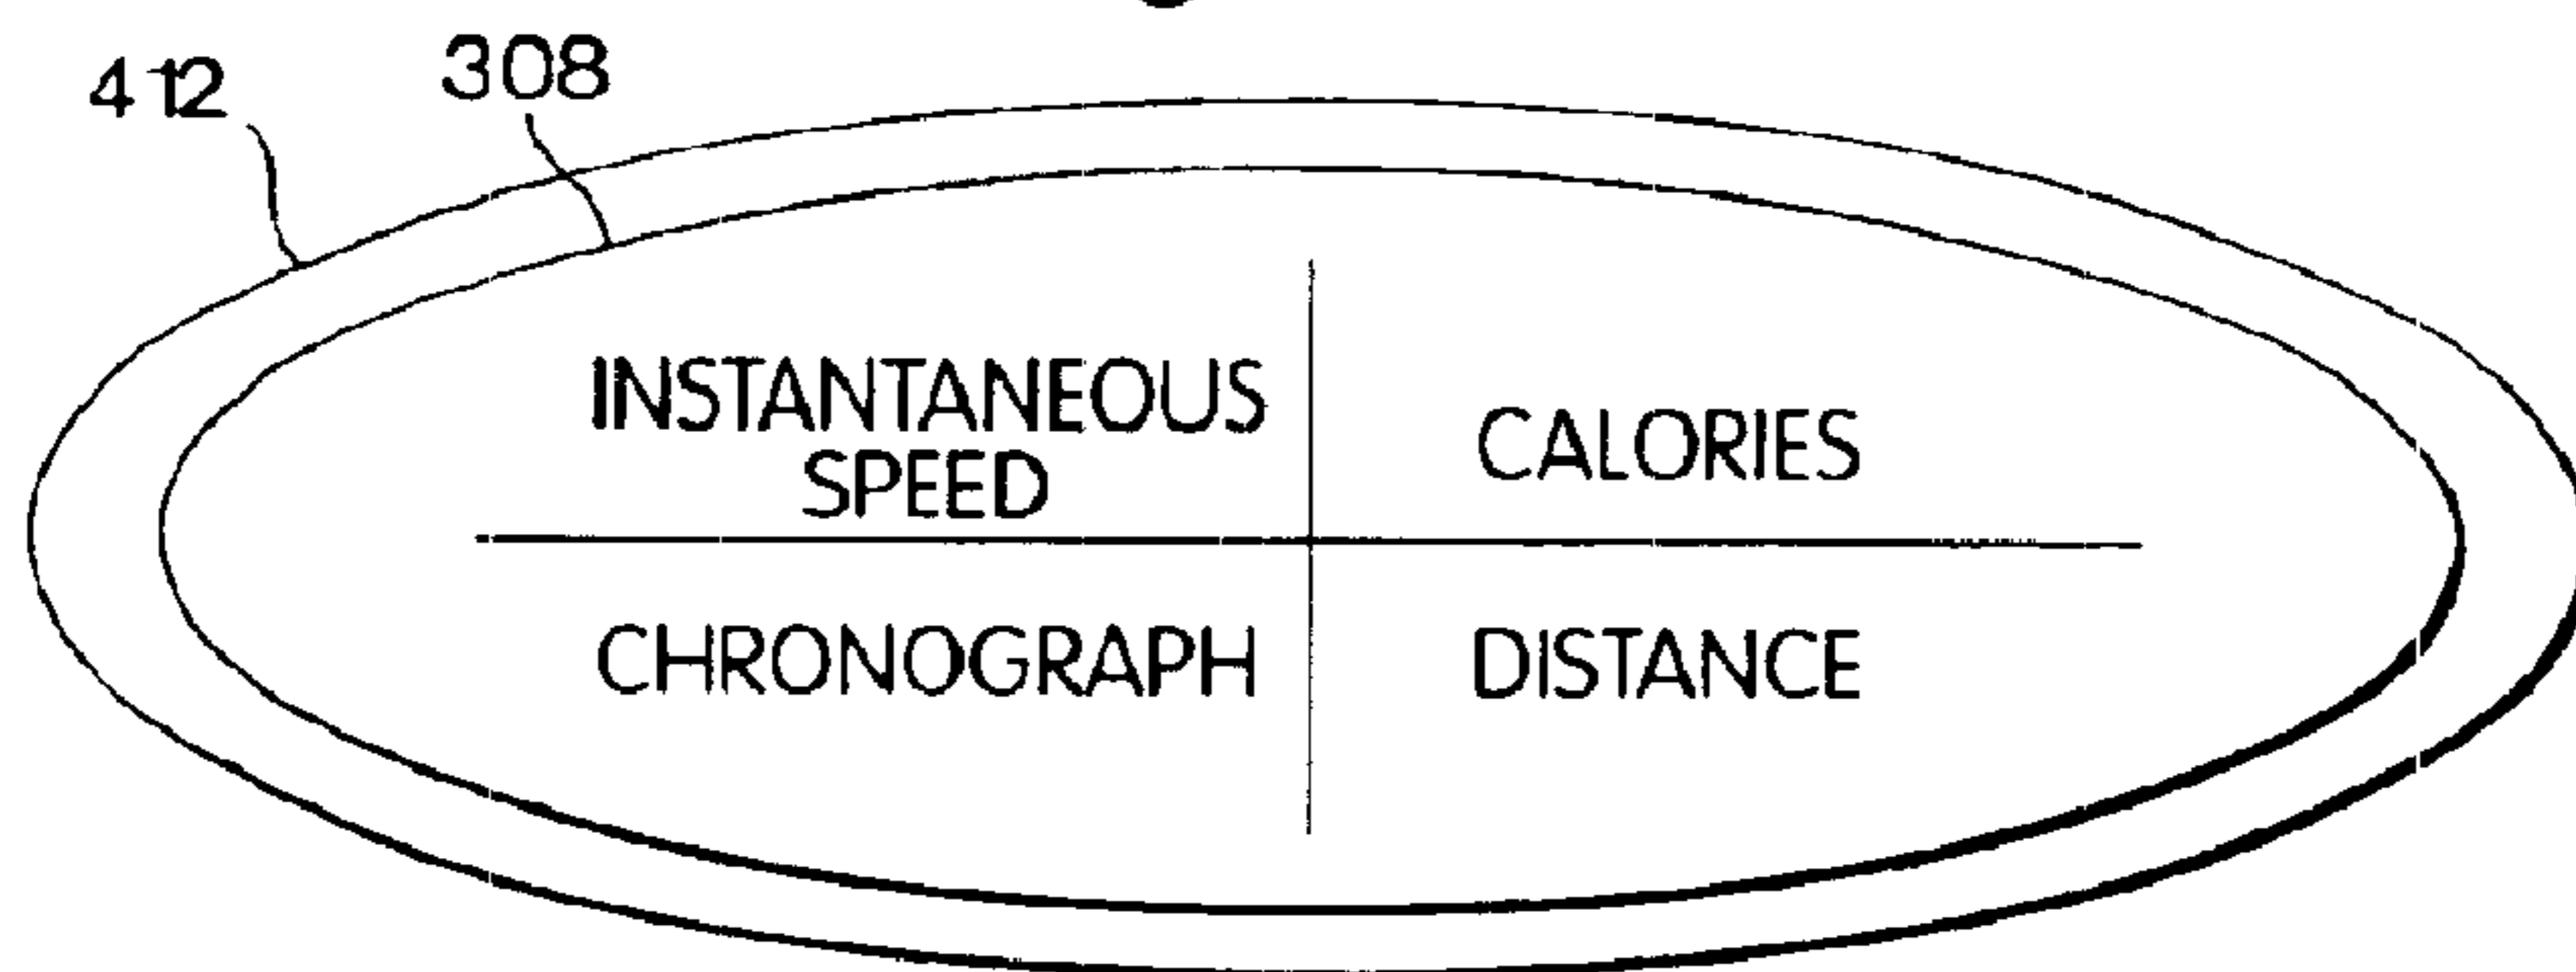 412
308
INSTANTANEOUS
SPEED
CALORIES
CHRONOGRAPH
DISTANCE